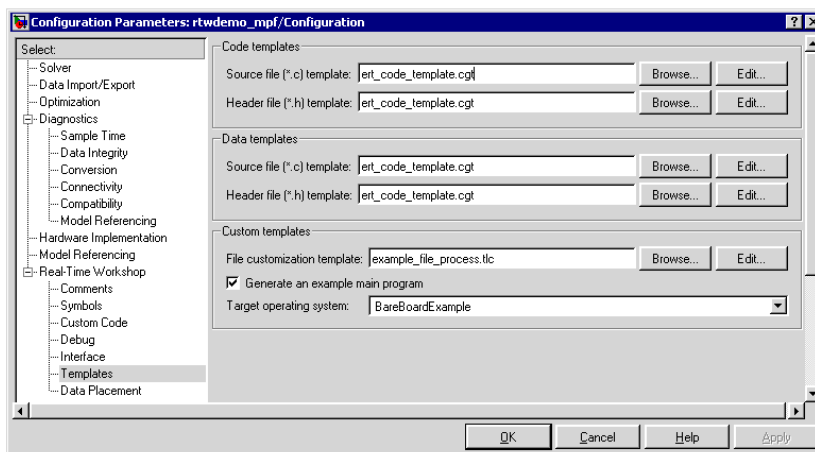 Configuration Parameters: rtwdemo_mpf/Configuration
Select:
Solver
Data Import/Export
Optimization
Diagnostics
Sample Time
Data Integrity
Conversion
Connectivity
Compatibility
Model Referencing
Hardware Implementation
Model Referencing
Real-Time Workshop
Comments
Symbols
Custom Code
Debug
Interface
Templates
Data Placement
Code templates
Source file (*.c) template: ert_code_template.cgt Browse... Edit...
Header file (*.h) template: ert_code_template.cgt Browse... Edit...
Data templates
Source file (*.c) template: ert_code_template.cgt Browse... Edit...
Header file (*.h) template: ert_code_template.cgt Browse... Edit...
Custom templates
File customization template: example_file_process.tlc Browse... Edit...
Generate an example main program
Target operating system: BareBoardExample
OK Cancel Help Apply